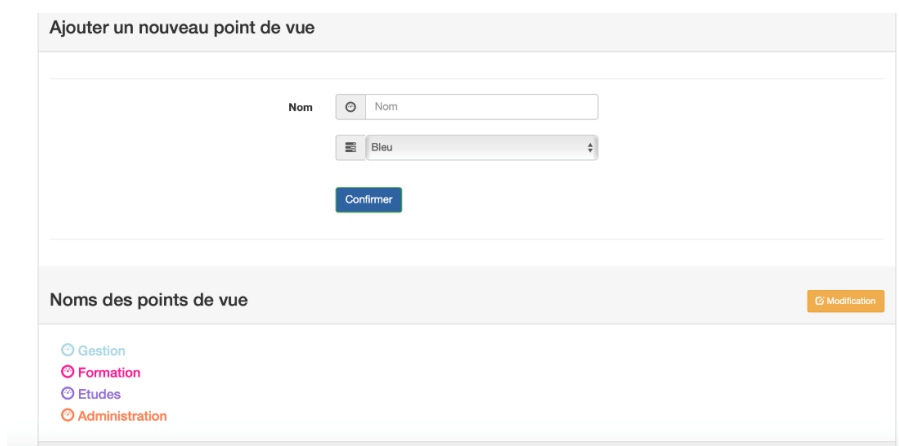 Ajouter un nouveau point de vue
Nom
Nom
Bleu
Confirmer
Noms des points de vue
Modification
Gestion
Formation
Etudes
Administration